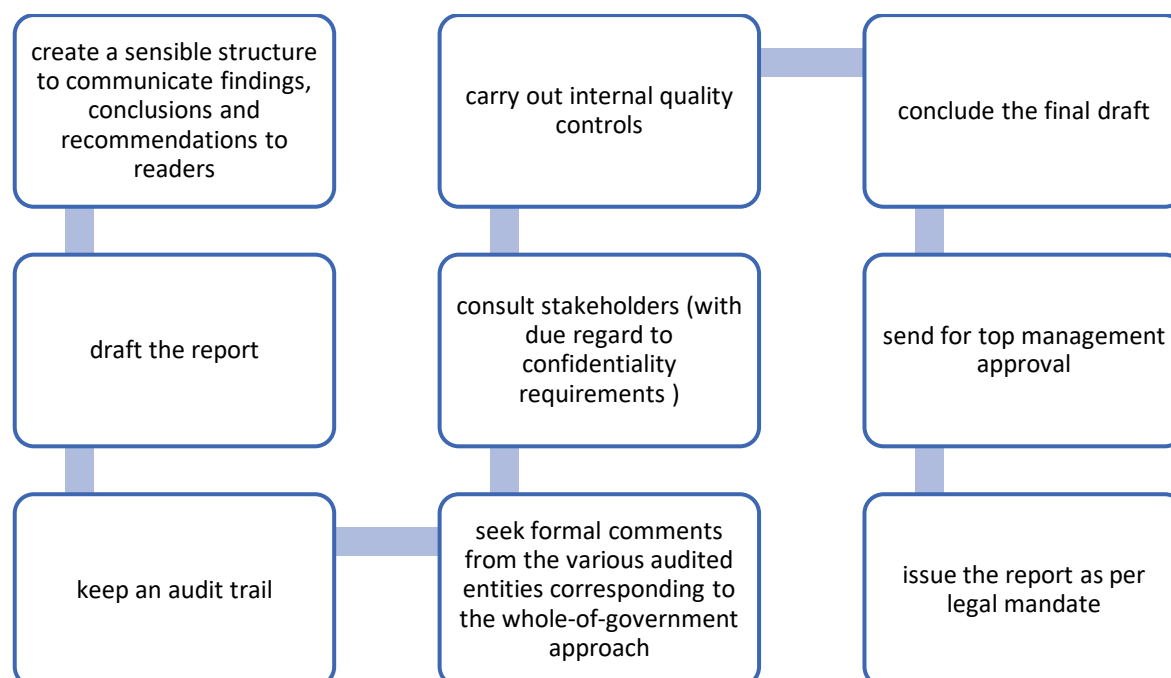 create a sensible structure
to communicate findings,
conclusions and
recommendations to
readers
draft the report
keep an audit trail
seek formal comments
from the various audited
entities corresponding to
the whole-of-government
approach
consult stakeholders (with
due regard to
confidentiality
requirements )
carry out internal quality
controls
conclude the final draft
send for top management
approval
issue the report as per
legal mandate